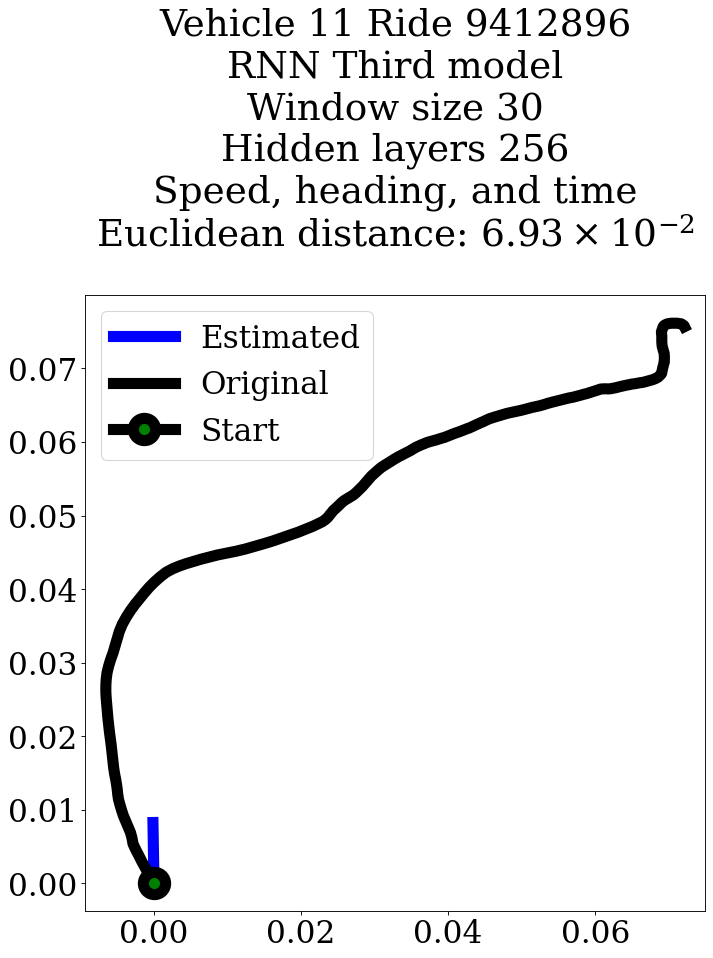 Vehicle 11 Ride 9412896
RNN Third model
Window size 30
Hidden layers 256
Speed, heading, and time
Euclidean distance: 6.93 × 10⁻²
Estimated
Original
Start
0.07
0.06
0.05
0.04
0.03
0.02
0.01
0.00
0.00 0.02 0.04 0.06